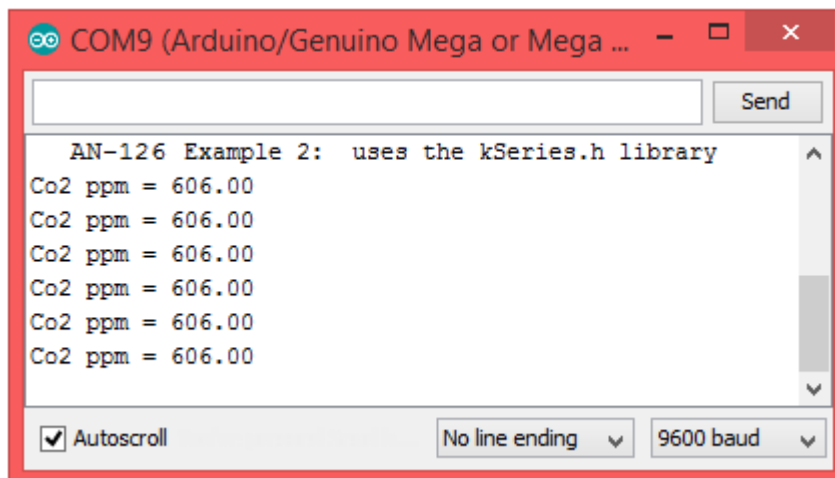 COM9 (Arduino/Genuino Mega or Mega ...
Send
AN-126 Example 2:  uses the kSeries.h library
Co2 ppm = 606.00
Co2 ppm = 606.00
Co2 ppm = 606.00
Co2 ppm = 606.00
Co2 ppm = 606.00
Co2 ppm = 606.00
Autoscroll
No line ending
9600 baud